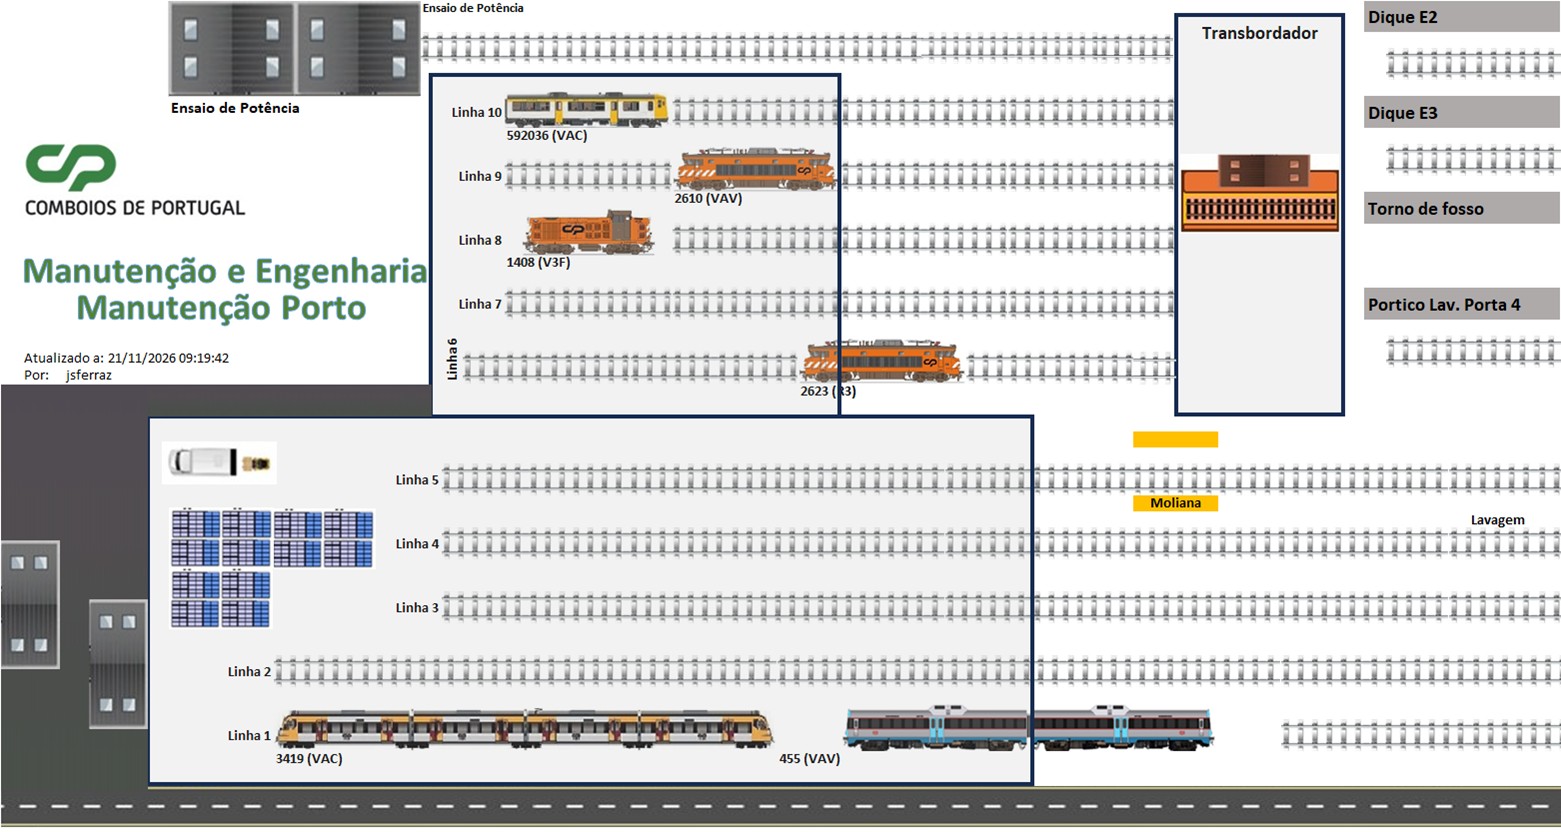 Ensaio de Potência
Ensaio de Potência
Transbordador
Dique E2
Dique E3
Torno de fosso
Portico Lav. Porta 4
CP
COMBOIOS DE PORTUGAL
Manutenção e Engenharia
Manutenção Porto
Atualizado a: 21/11/2026 09:19:42
Por: jsferraz
Linha 10
592036 (VAC)
Linha 9
2610 (VAV)
Linha 8
1408 (V3F)
Linha 7
Linha 6
2623 (R3)
Linha 5
Moliana
Lavagem
Linha 4
Linha 3
Linha 2
Linha 1
3419 (VAC)
455 (VAV)